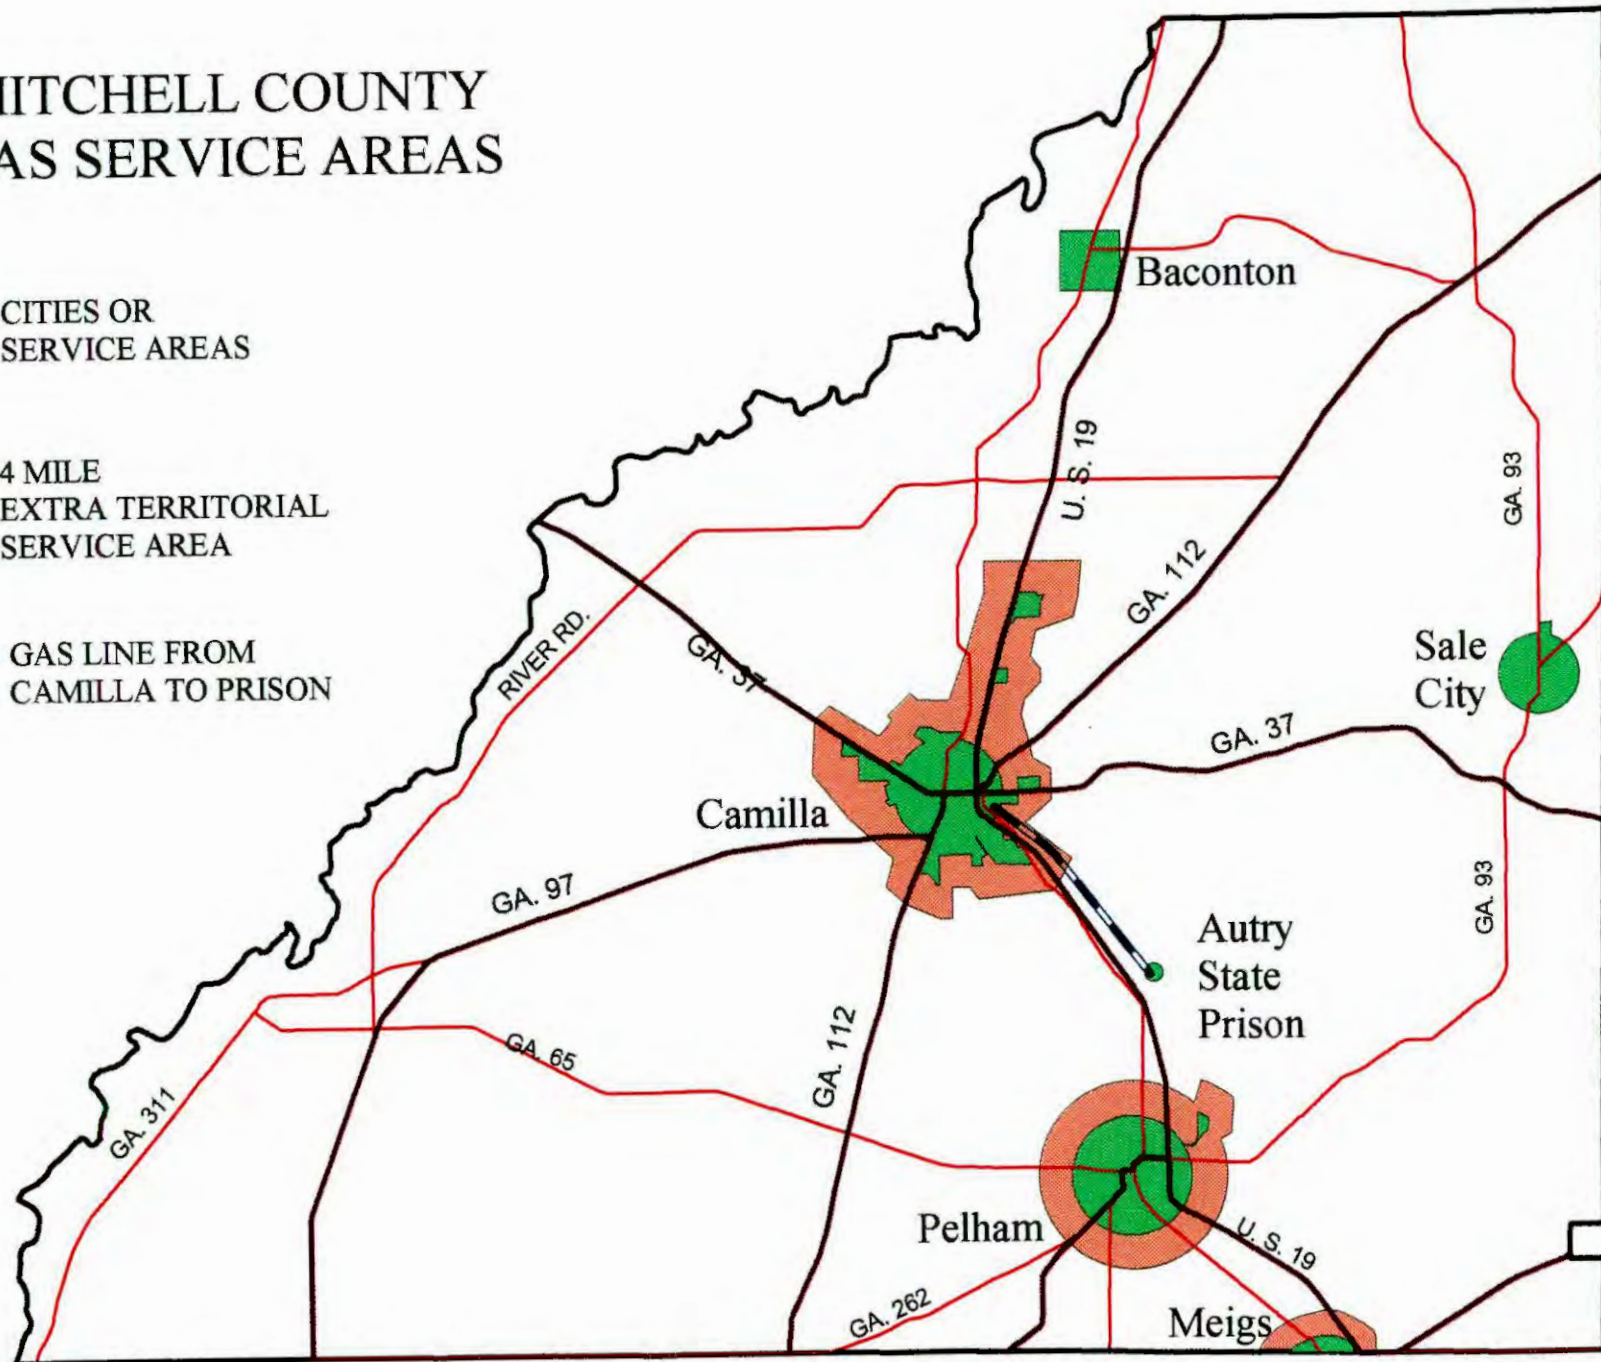 MITCHELL COUNTY
AS SERVICE AREAS
CITIES OR
SERVICE AREAS
4 MILE
EXTRA TERRITORIAL
SERVICE AREA
GAS LINE FROM
CAMILLA TO PRISON
Baconton
U. S. 19
GA. 93
GA. 112
RIVER RD.
GA. 37
Sale
City
GA. 37
Camilla
GA. 97
GA. 93
Autry
State
Prison
GA. 112
GA. 65
GA. 311
Pelham
U. S. 19
GA. 262
Meigs